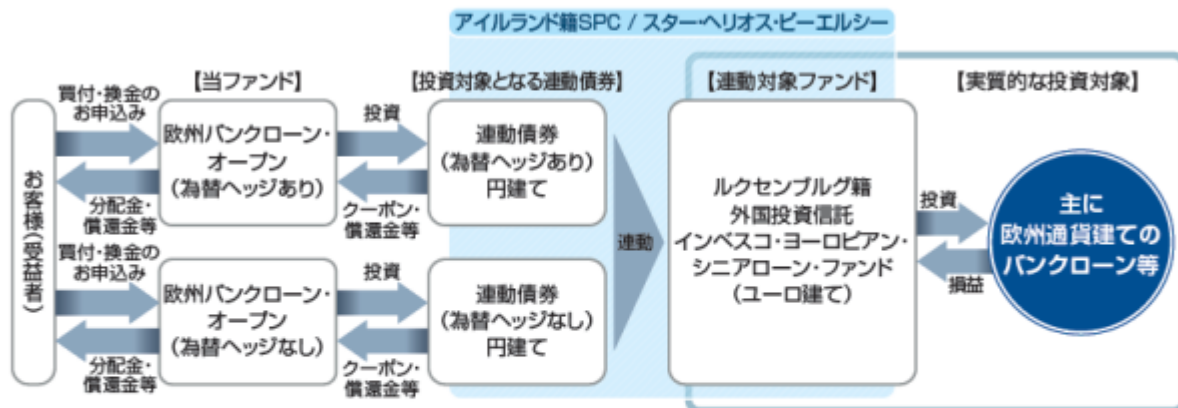 アイルランド籍SPC / スター・ヘリオス・ピーエルシー
【当ファンド】
【投資対象となる連動債券】
【連動対象ファンド】
【実質的な投資対象】
お客様(受益者)
買付・換金の
お申込み
分配金・
償還金等
欧州バンクローン・
オープン
(為替ヘッジあり)
投資
クーポン・
償還金等
連動債券
(為替ヘッジあり)
円建て
買付・換金の
お申込み
分配金・
償還金等
欧州バンクローン・
オープン
(為替ヘッジなし)
投資
クーポン・
償還金等
連動債券
(為替ヘッジなし)
円建て
連動
ルクセンブルグ籍
外国投資信託
インベスコ・ヨーロピアン・
シニアローン・ファンド
(ユーロ建て)
投資
損益
主に
欧州通貨建ての
バンクローン等